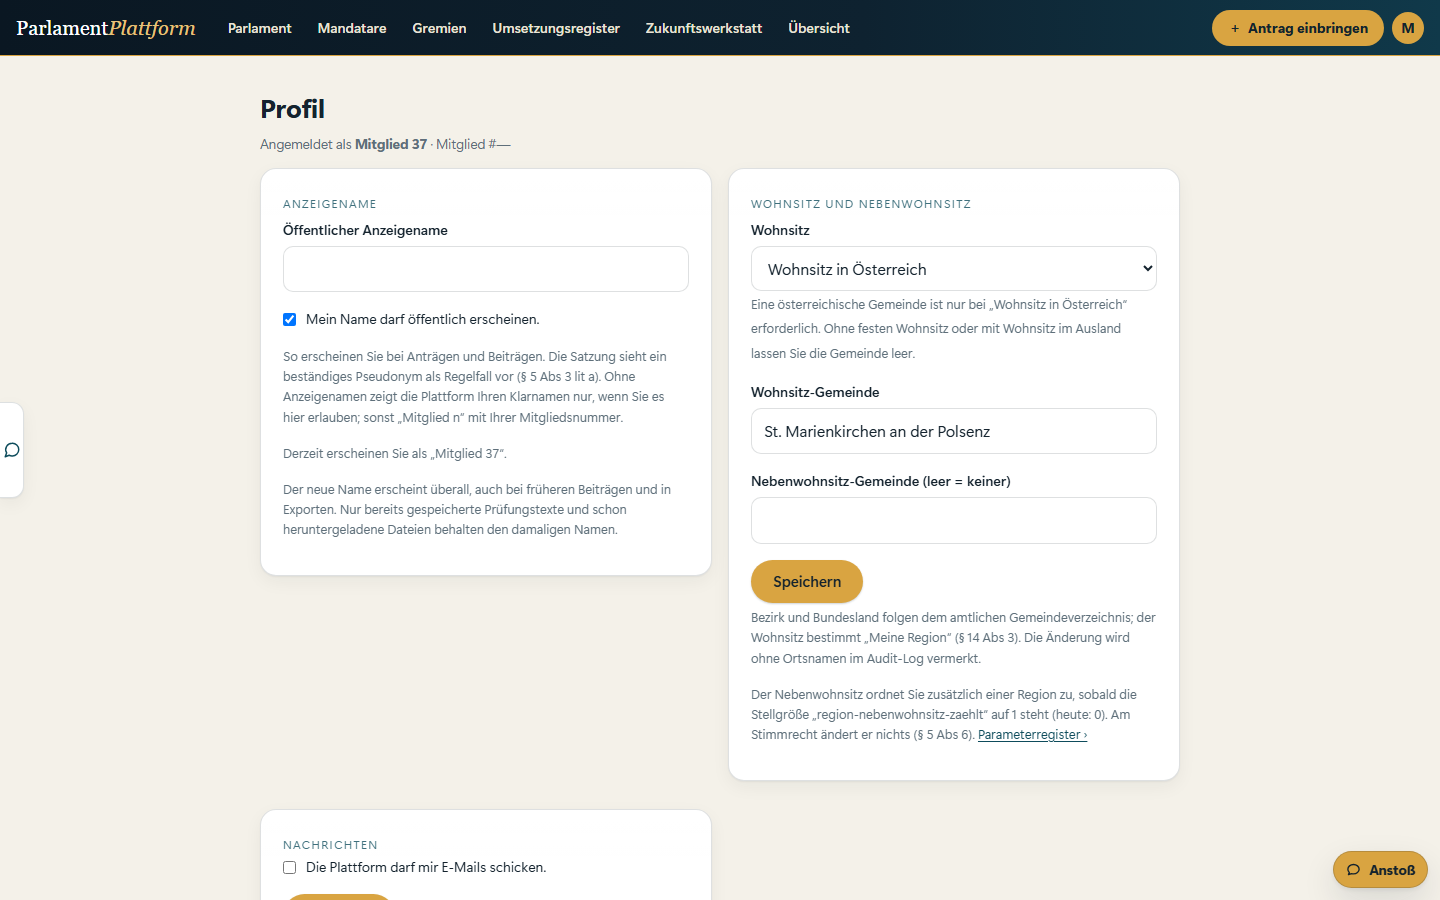 ParlamentPlattform
Parlament
Mandatare
Gremien
Umsetzungsregister
Zukunftswerkstatt
Übersicht
+ Antrag einbringen
M
Profil
Angemeldet als Mitglied 37 · Mitglied #—
ANZEIGENAME
Öffentlicher Anzeigename
Mein Name darf öffentlich erscheinen.
So erscheinen Sie bei Anträgen und Beiträgen. Die Satzung sieht ein
beständiges Pseudonym als Regelfall vor (§ 5 Abs 3 lit a). Ohne
Anzeigenamen zeigt die Plattform Ihren Klarnamen nur, wenn Sie es
hier erlauben; sonst „Mitglied n“ mit Ihrer Mitgliedsnummer.
Derzeit erscheinen Sie als „Mitglied 37“.
Der neue Name erscheint überall, auch bei früheren Beiträgen und in
Exporten. Nur bereits gespeicherte Prüfungstexte und schon
heruntergeladene Dateien behalten den damaligen Namen.
WOHNSITZ UND NEBENWOHNSITZ
Wohnsitz
Wohnsitz in Österreich
Eine österreichische Gemeinde ist nur bei „Wohnsitz in Österreich“
erforderlich. Ohne festen Wohnsitz oder mit Wohnsitz im Ausland
lassen Sie die Gemeinde leer.
Wohnsitz-Gemeinde
St. Marienkirchen an der Polsenz
Nebenwohnsitz-Gemeinde (leer = keiner)
Speichern
Bezirk und Bundesland folgen dem amtlichen Gemeindeverzeichnis; der
Wohnsitz bestimmt „Meine Region“ (§ 14 Abs 3). Die Änderung wird
ohne Ortsnamen im Audit-Log vermerkt.
Der Nebenwohnsitz ordnet Sie zusätzlich einer Region zu, sobald die
Stellgröße „region-nebenwohnsitz-zaehlt“ auf 1 steht (heute: 0). Am
Stimmrecht ändert er nichts (§ 5 Abs 6). Parameterregister ›
NACHRICHTEN
Die Plattform darf mir E-Mails schicken.
Anstoß